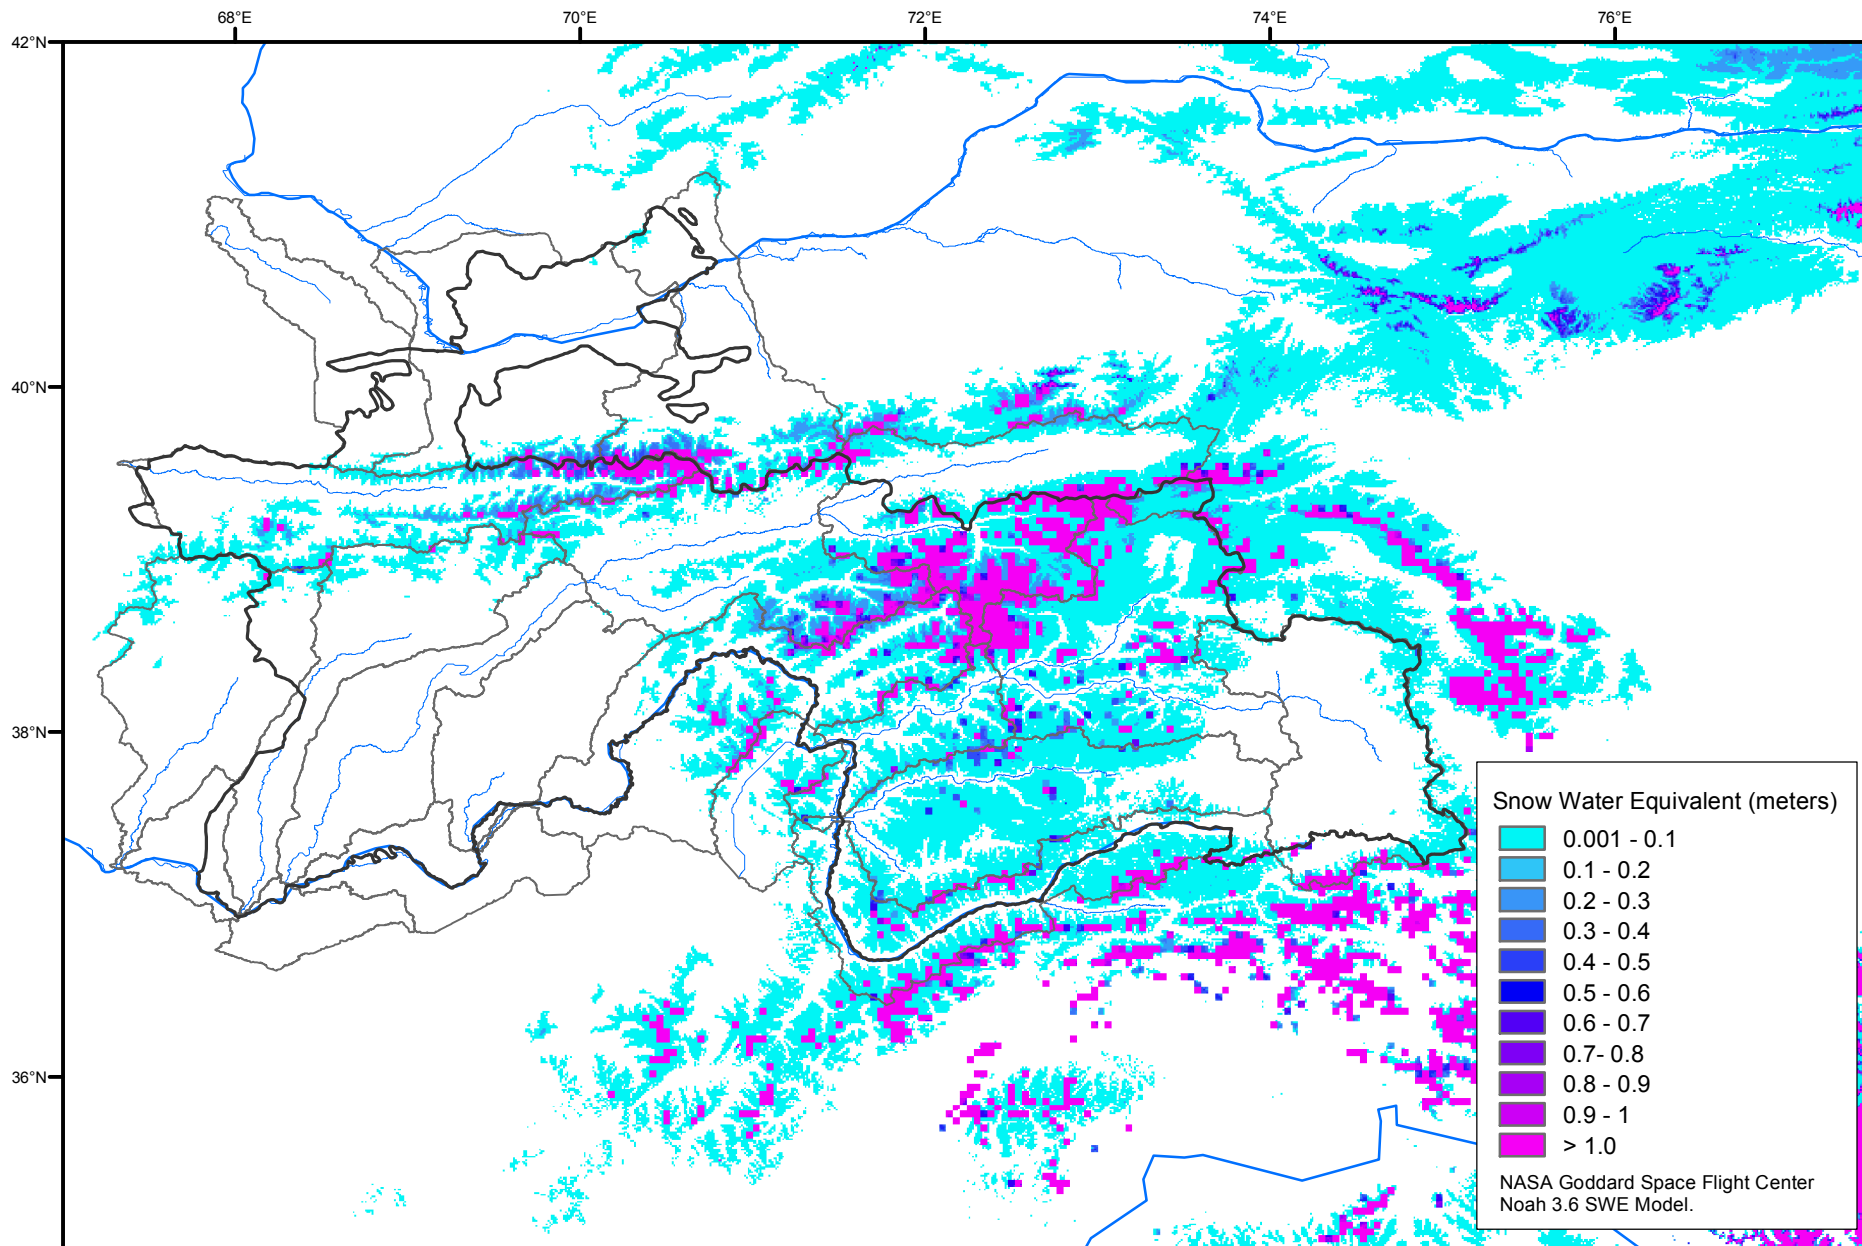 68°E 70°E 72°E 74°E 76°E
42°N
40°N
38°N
36°N
Snow Water Equivalent (meters)
0.001 - 0.1
0.1 - 0.2
0.2 - 0.3
0.3 - 0.4
0.4 - 0.5
0.5 - 0.6
0.6 - 0.7
0.7- 0.8
0.8 - 0.9
0.9 - 1
> 1.0
NASA Goddard Space Flight Center
Noah 3.6 SWE Model.